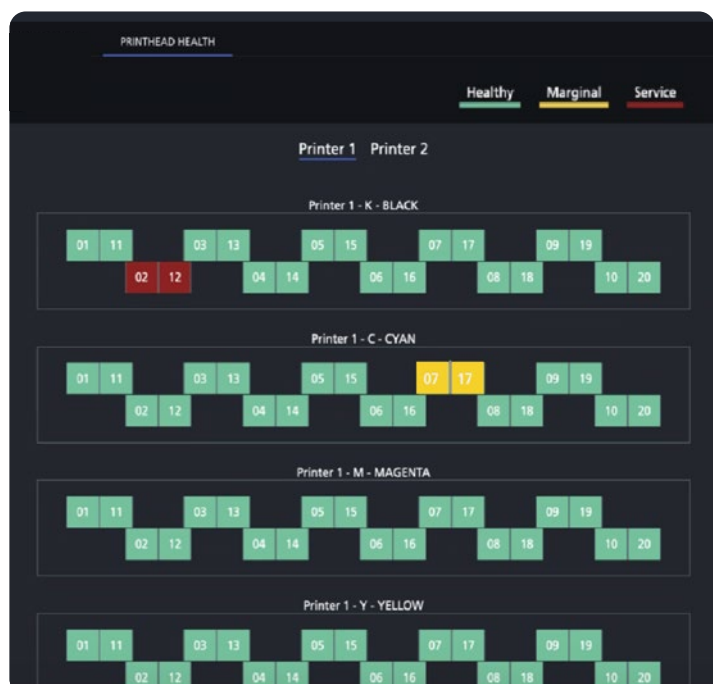 PRINTHEAD HEALTH
Healthy Marginal Service
Printer 1 Printer 2
Printer 1 - K - BLACK
01 11 03 13 05 15 07 17 09 19
02 12 04 14 06 16 08 18 10 20
Printer 1 - C - CYAN
01 11 03 13 05 15 07 17 09 19
02 12 04 14 06 16 08 18 10 20
Printer 1 - M - MAGENTA
01 11 03 13 05 15 07 17 09 19
02 12 04 14 06 16 08 18 10 20
Printer 1 - Y - YELLOW
01 11 03 13 05 15 07 17 09 19
02 12 04 14 06 16 08 18 10 20